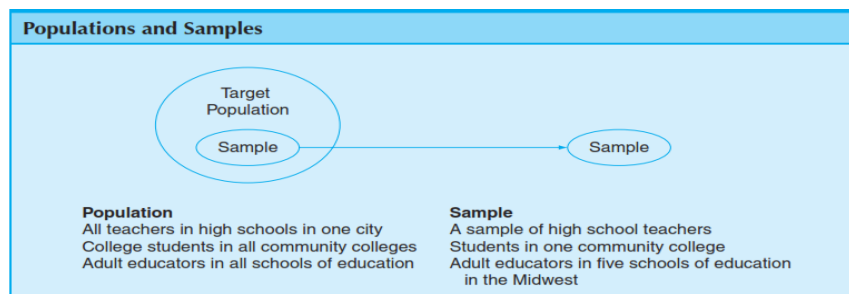 Populations and Samples
Target
Population
Sample
Sample
Population
All teachers in high schools in one city
College students in all community colleges
Adult educators in all schools of education
Sample
A sample of high school teachers
Students in one community college
Adult educators in five schools of education
in the Midwest